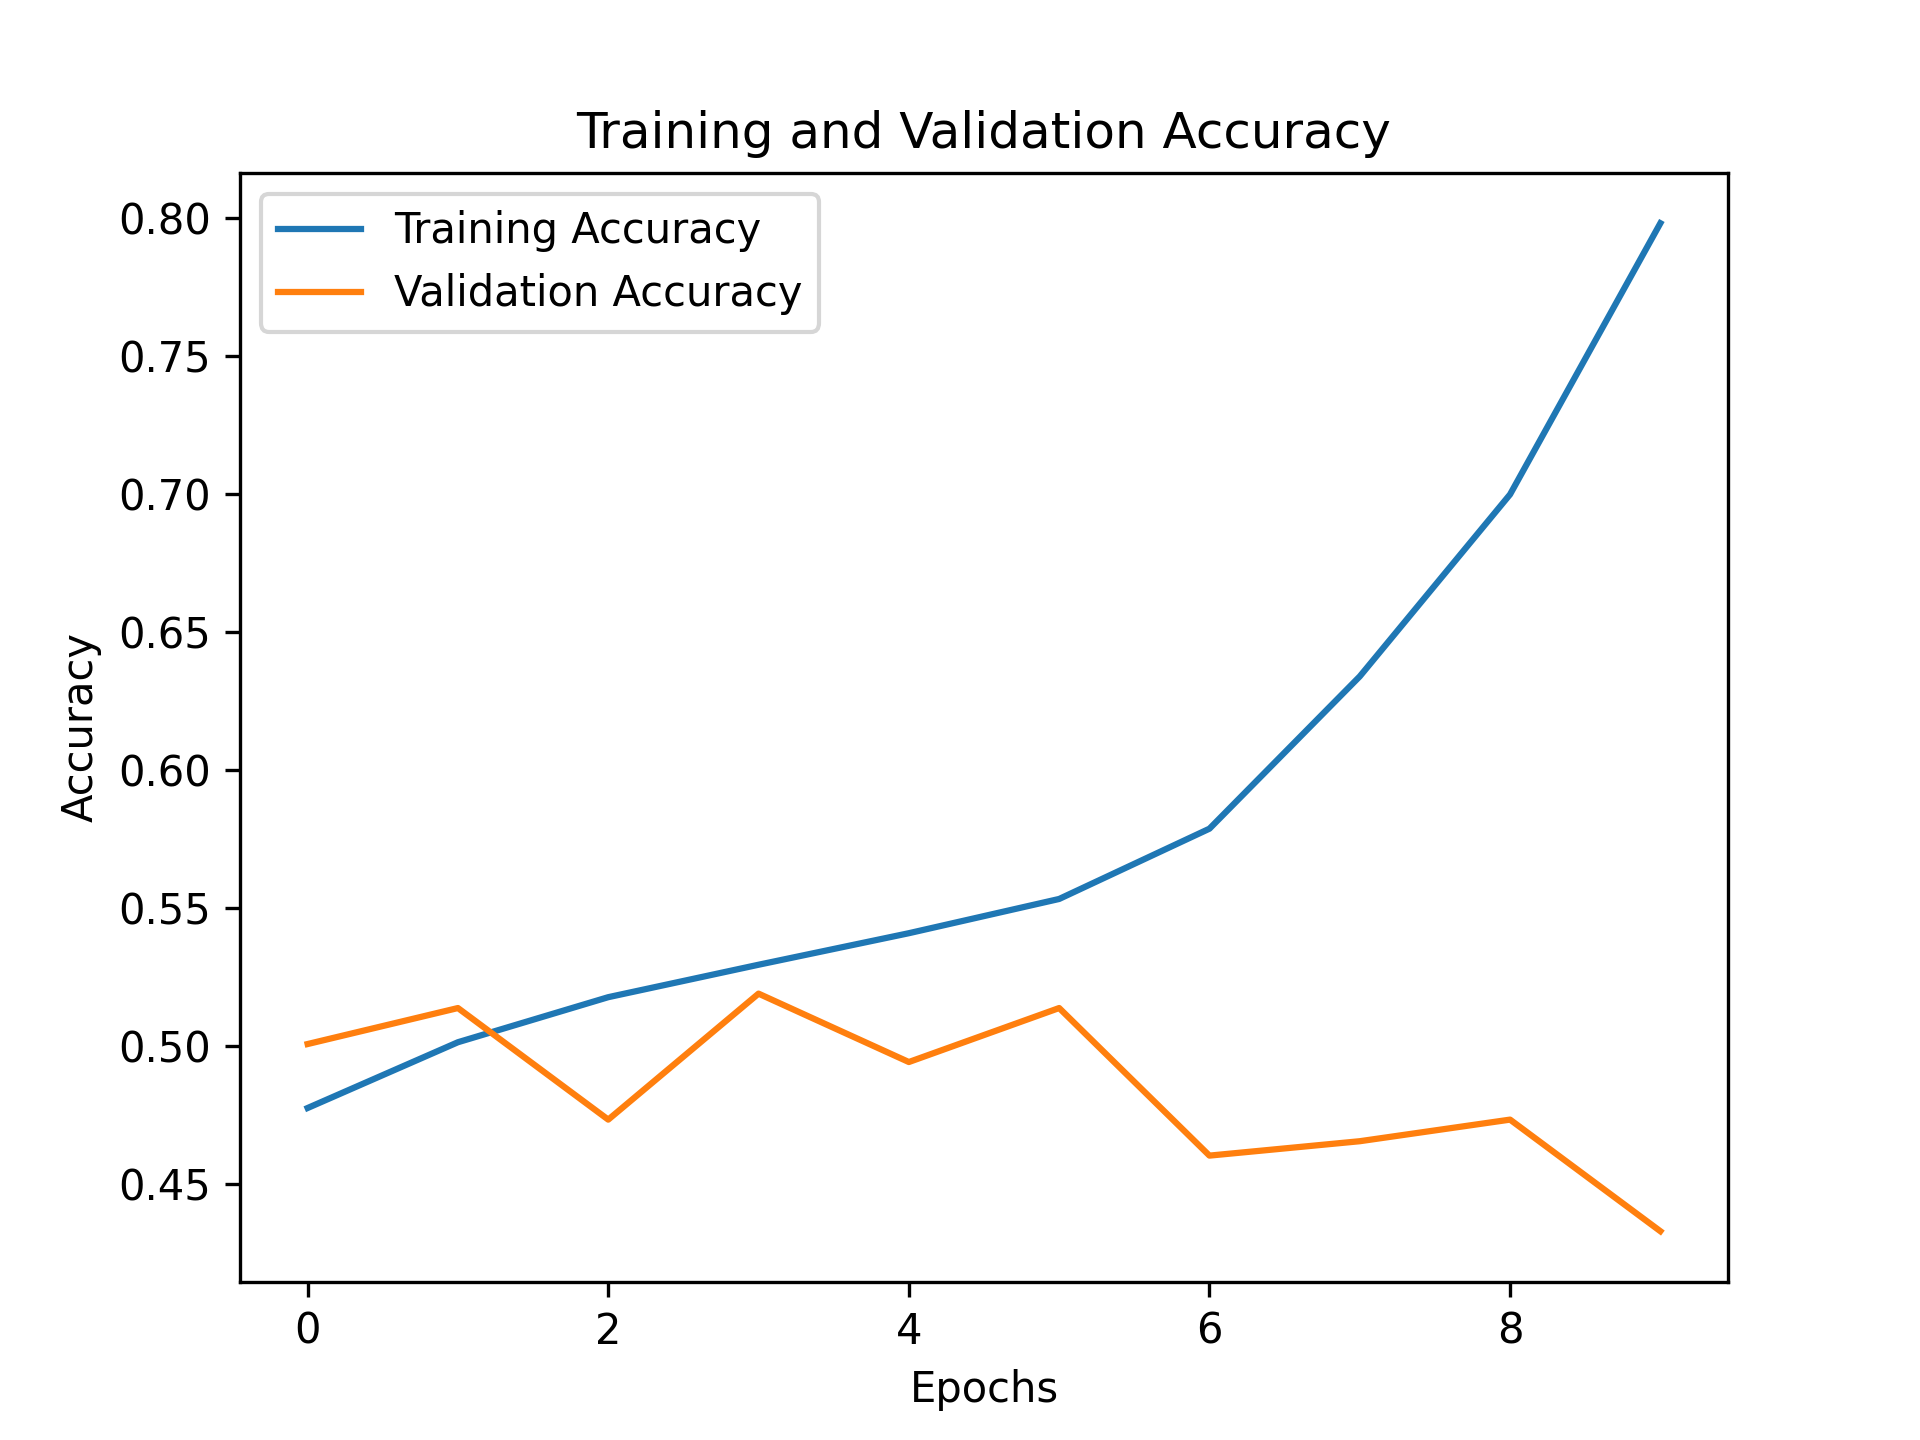 Training and Validation Accuracy
Training Accuracy
Validation Accuracy
0.80
0.75
0.70
0.65
0.60
0.55
0.50
0.45
Accuracy
0 2 4 6 8
Epochs